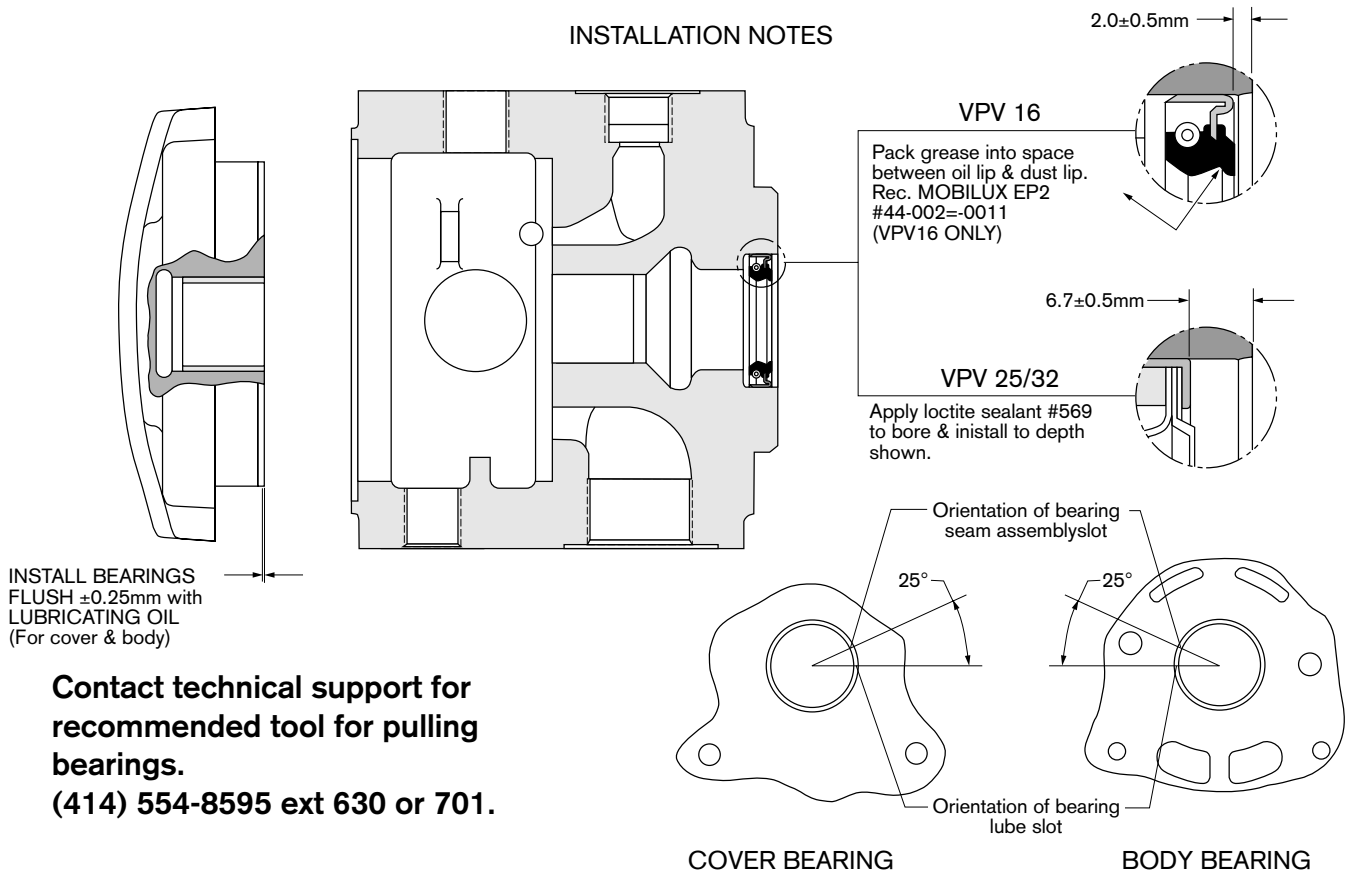 INSTALLATION NOTES
2.0±0.5mm
VPV 16
Pack grease into space
between oil lip & dust lip.
Rec. MOBILUX EP2
#44-002=-0011
(VPV16 ONLY)
6.7±0.5mm
VPV 25/32
Apply loctite sealant #569
to bore & inistall to depth
shown.
INSTALL BEARINGS
FLUSH ±0.25mm with
LUBRICATING OIL
(For cover & body)
Orientation of bearing
seam assemblyslot
25°
25°
Contact technical support for
recommended tool for pulling
bearings.
(414) 554-8595 ext 630 or 701.
Orientation of bearing
lube slot
COVER BEARING
BODY BEARING